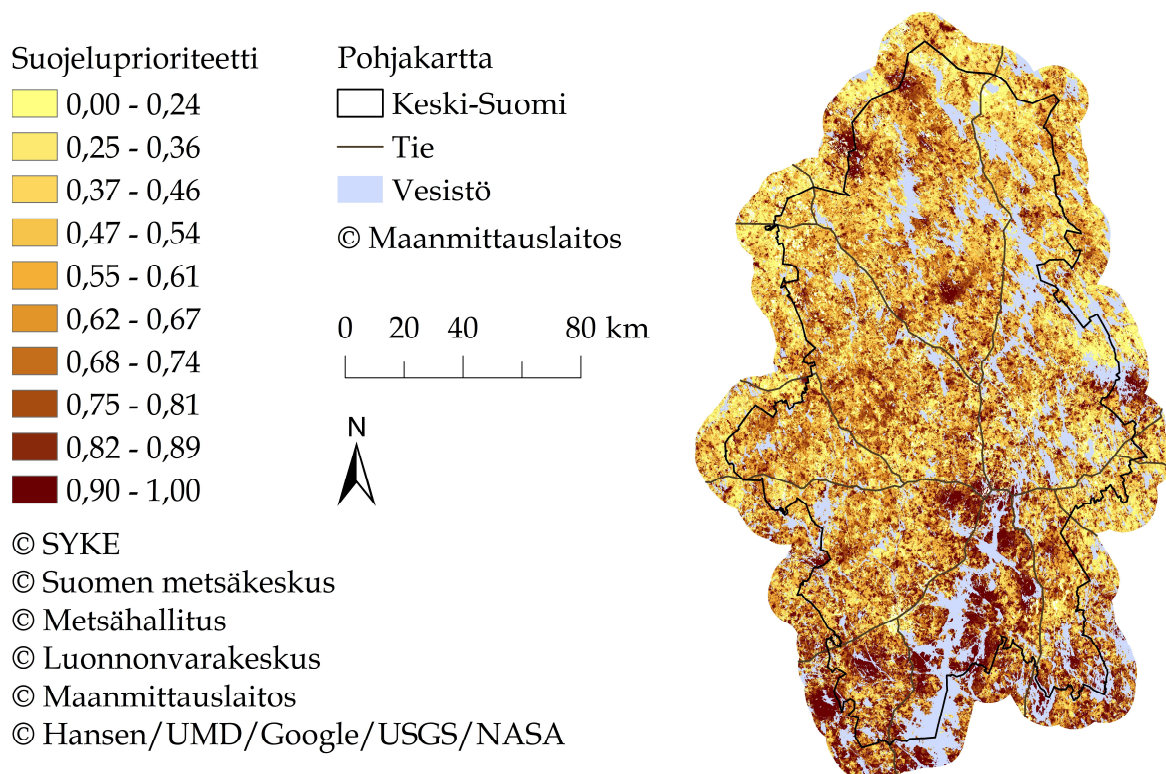 Suojeluprioriteetti
0,00 - 0,24
0,25 - 0,36
0,37 - 0,46
0,47 - 0,54
0,55 - 0,61
0,62 - 0,67
0,68 - 0,74
0,75 - 0,81
0,82 - 0,89
0,90 - 1,00
© SYKE
© Suomen metsäkeskus
© Metsähallitus
© Luonnonvarakeskus
© Maanmittauslaitos
© Hansen/UMD/Google/USGS/NASA
Pohjakartta
Keski-Suomi
Tie
Vesistö
© Maanmittauslaitos
0 20 40 80 km
N